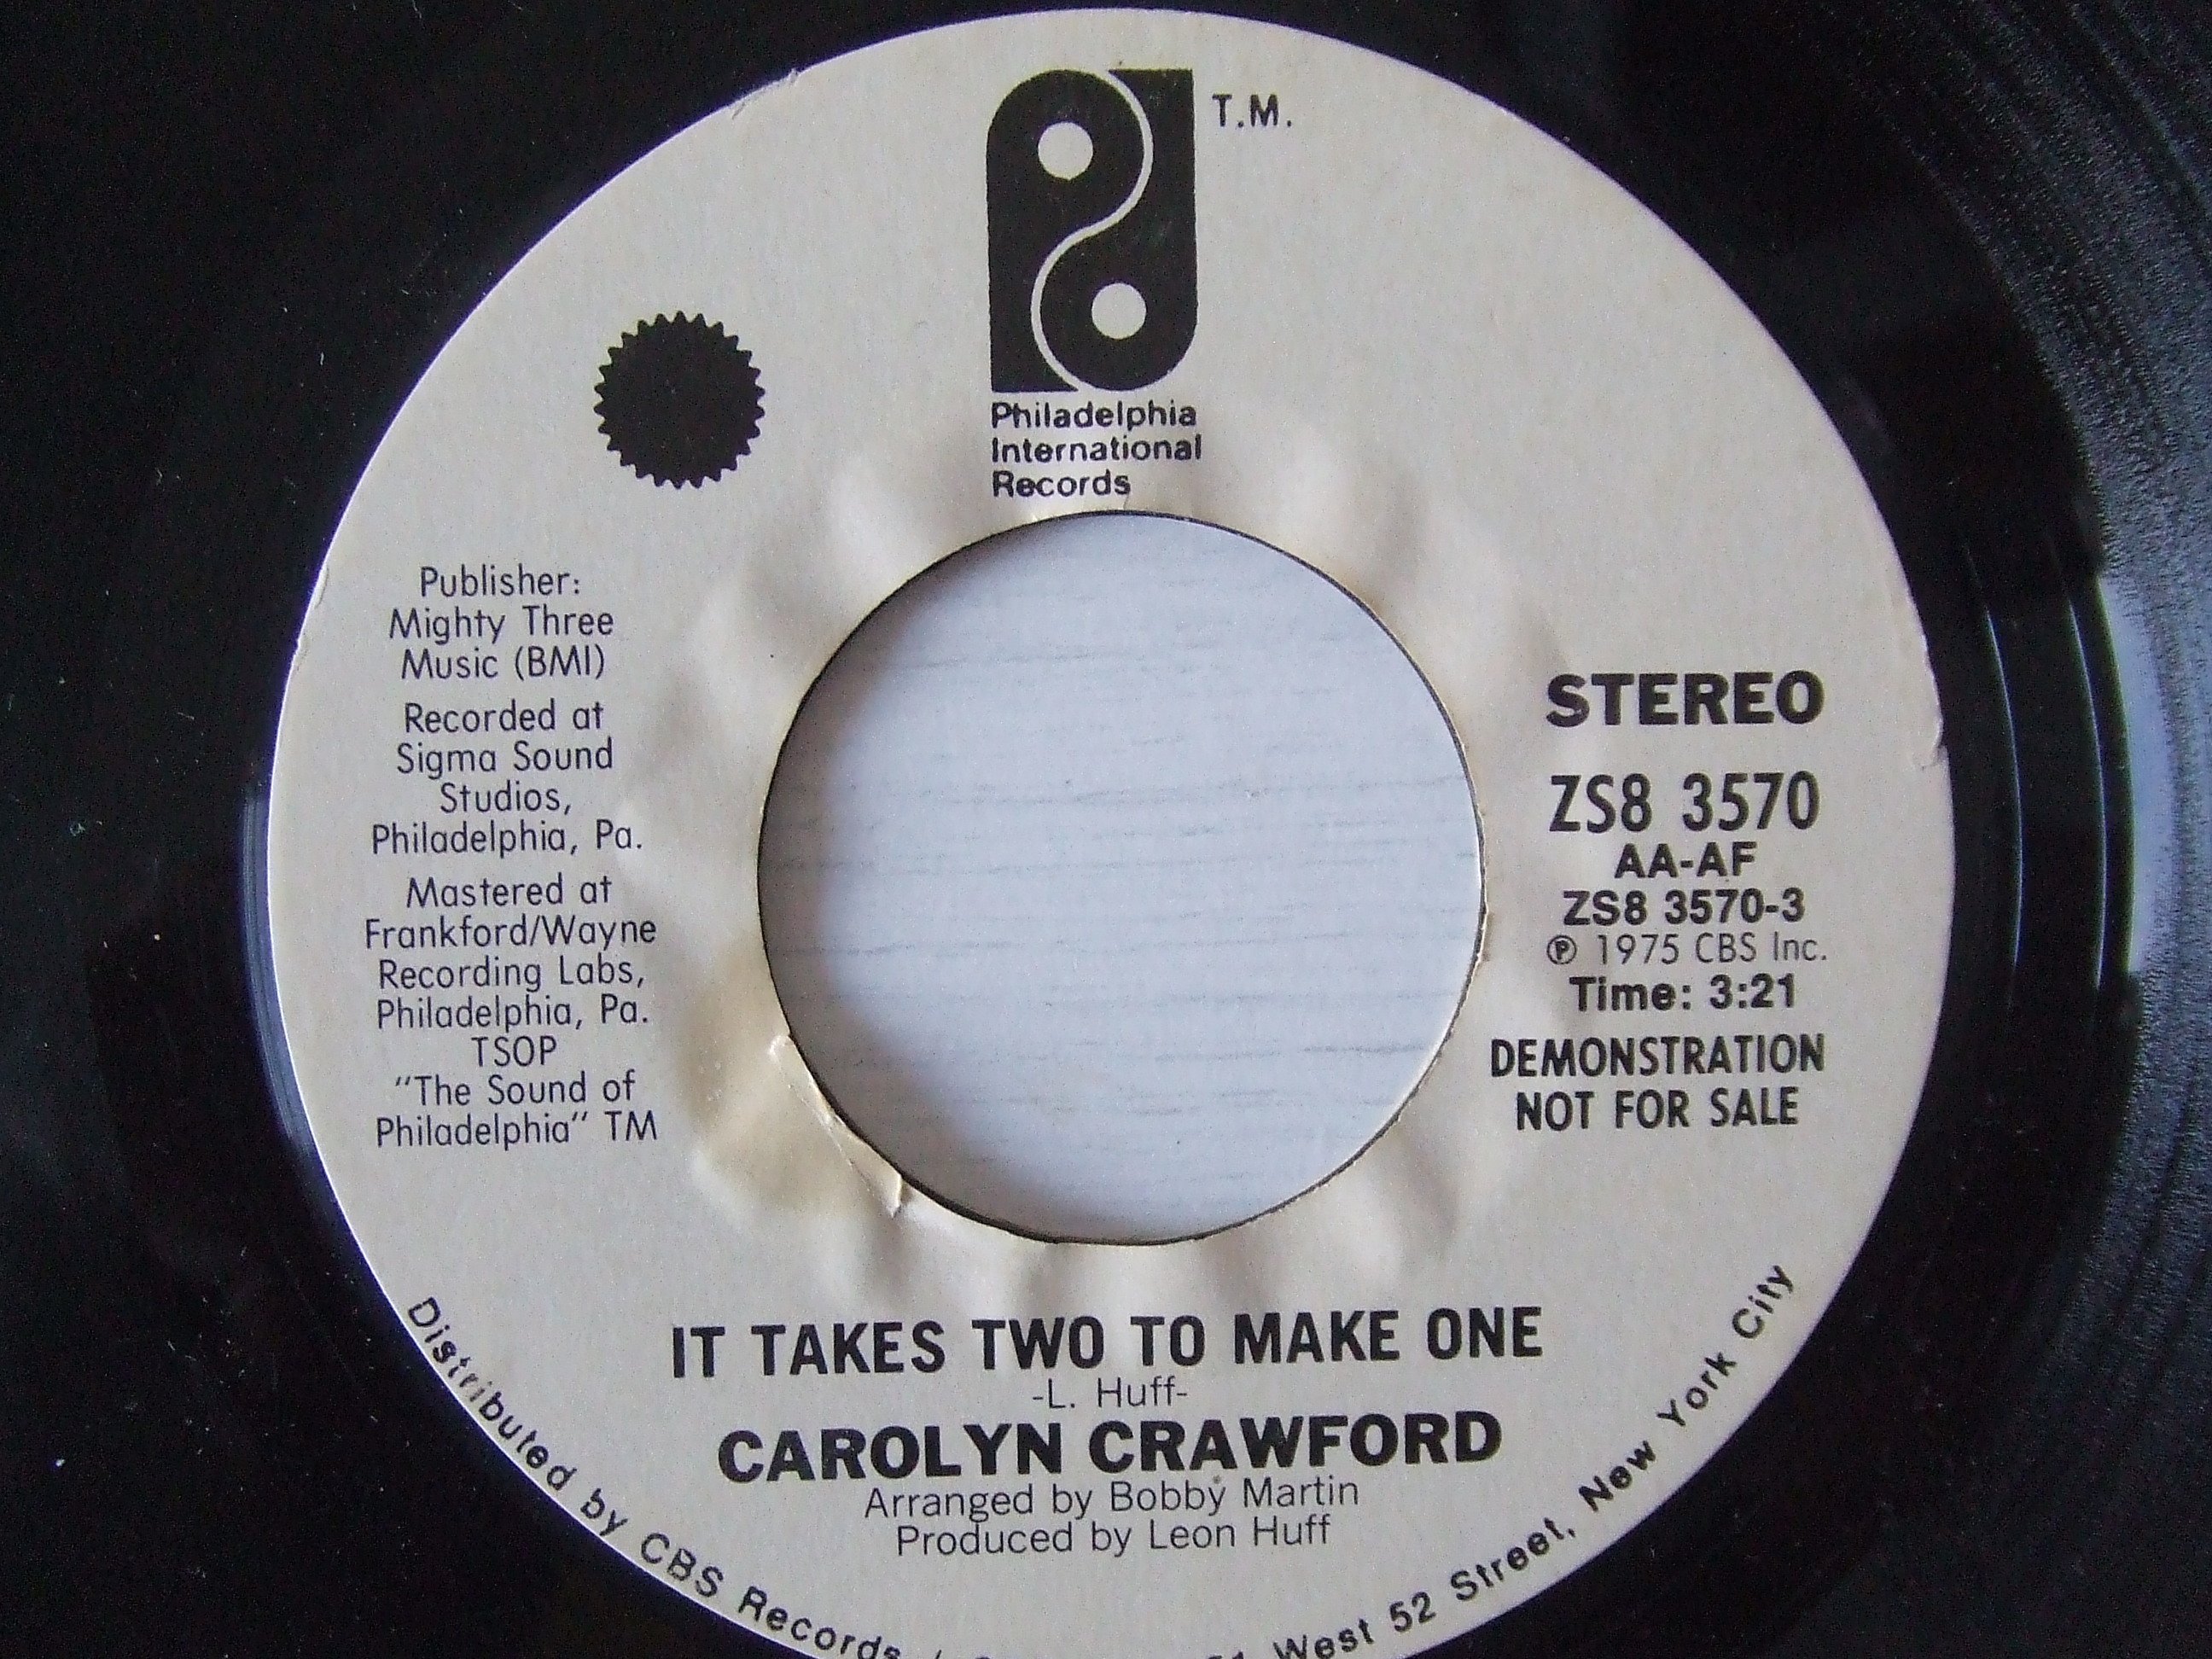 T.M.
Philadelphia
International
Records
Publisher:
Mighty Three
Music (BMI)
Recorded at
Sigma Sound
Studios,
Philadelphia, Pa.
Mastered at
Frankford/Wayne
Recording Labs,
Philadelphia, Pa.
TSOP
"The Sound of
Philadelphia" TM
STEREO
ZS8 3570
AA-AF
ZS8 3570-3
℗ 1975 CBS Inc.
Time: 3:21
DEMONSTRATION
NOT FOR SALE
IT TAKES TWO TO MAKE ONE
-L. Huff-
CAROLYN CRAWFORD
Arranged by Bobby Martin
Produced by Leon Huff
Distributed by CBS Records West 52 Street, New York City